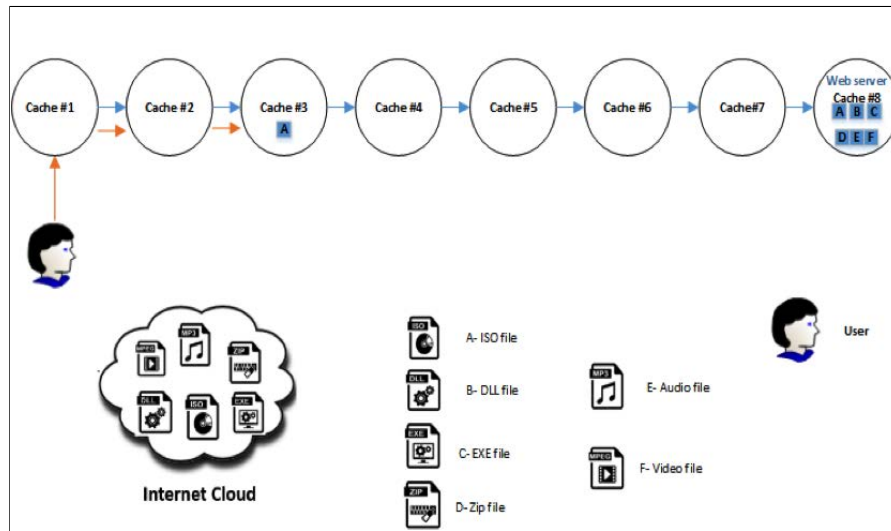 Web server
Cache #1
Cache #2
Cache #3
Cache #4
Cache#5
Cache #6
Cache#7
Cache #8
A
A B C
D E F
MPEG
MP3
ZIP
DLL
ISO
EXE
Internet Cloud
ISO
A- ISO file
DLL
B- DLL file
EXE
C- EXE file
ZIP
D- Zip file
MP3
E- Audio file
MPEG
F- Video file
User